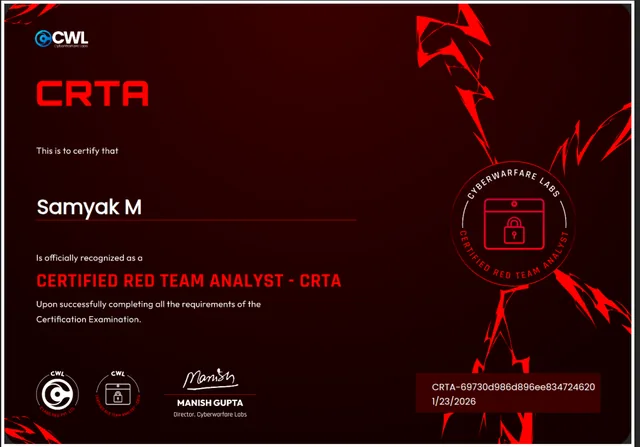 CWL
CRTA
This is to certify that
Samyak M
Is officially recognized as a
CERTIFIED RED TEAM ANALYST - CRTA
Upon successfully completing all the requirements of the
Certification Examination.
CYBERWARFARE LABS
CERTIFIED RED TEAM ANALYST
CWL
CWL
Manish
MANISH GUPTA
Director, Cyberwarfare Labs
CRTA-69730d986d896ee834724620
1/23/2026